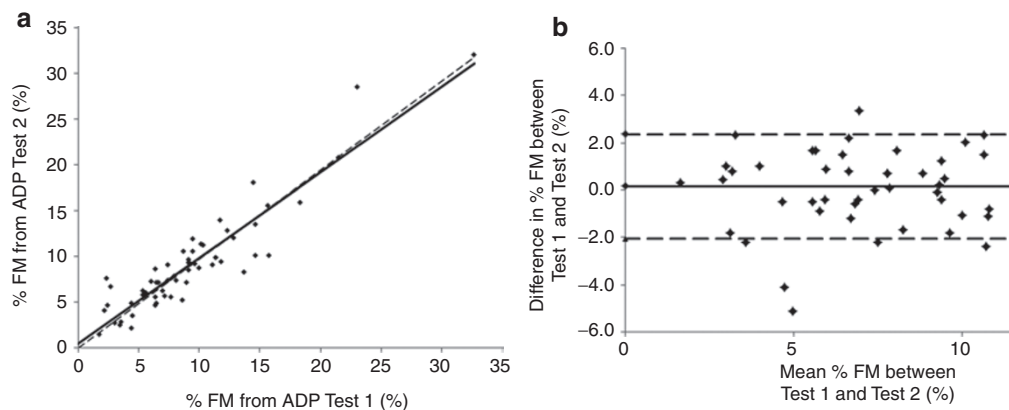 a
35
30
25
20
15
10
5
0
% FM from ADP Test 2 (%)
0 5 10 15 20 25 30 35
% FM from ADP Test 1 (%)
b
6.0
4.0
2.0
0.0
−2.0
−4.0
−6.0
Difference in % FM between
Test 1 and Test 2 (%)
0 5 10
Mean % FM between
Test 1 and Test 2 (%)